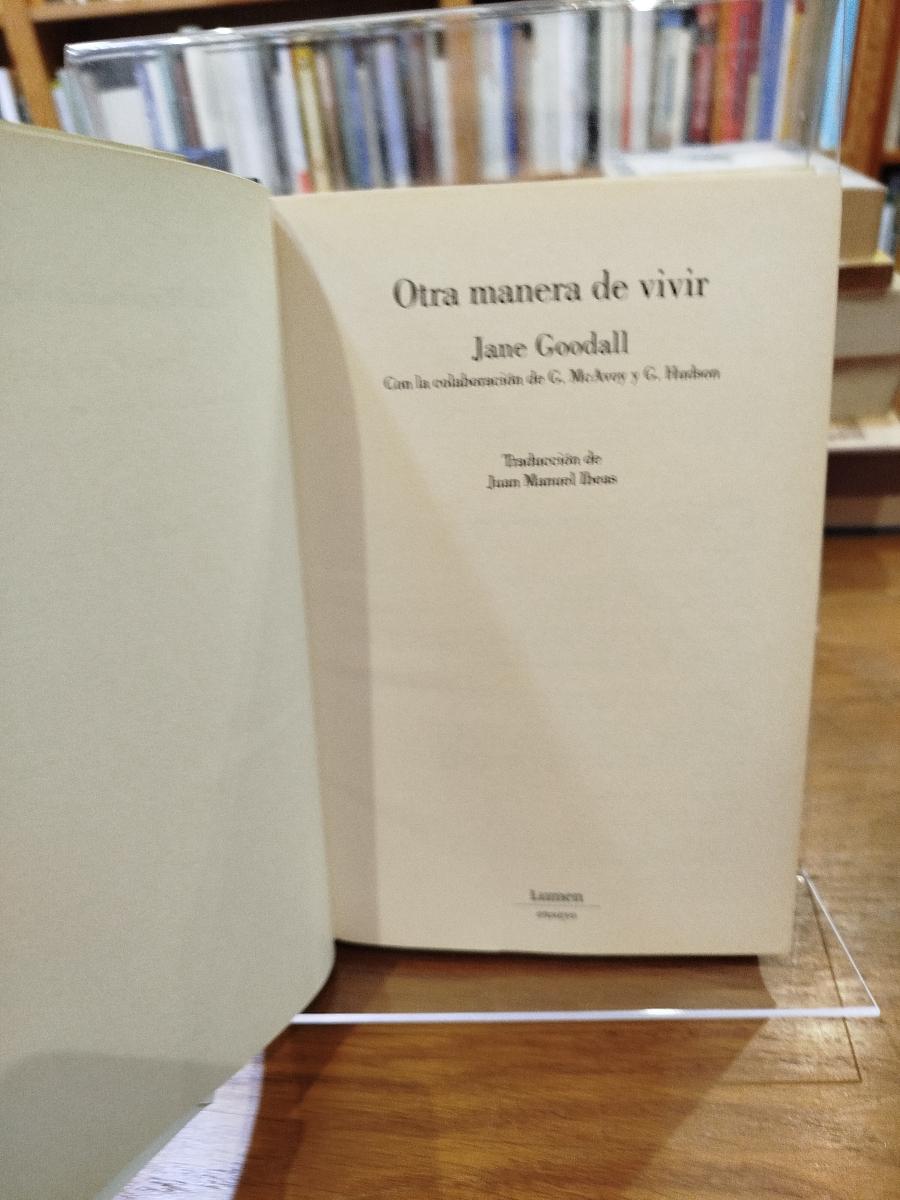 Otra manera de vivir
Jane Goodall
Con la colaboración de G. McAvoy y G. Hudson
Traducción de
Juan Manuel Ibeas
Lumen
ensayo